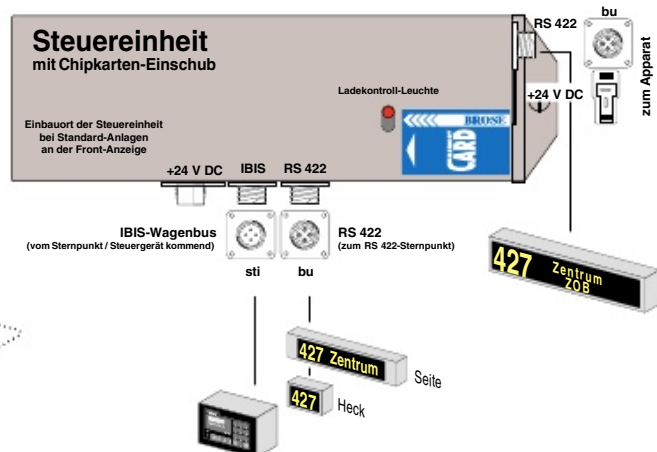 bu
RS 422
Steuereinheit
mit Chipkarten-Einschub
zum Apparat
Ladekontroll-Leuchte
+24 V DC
BROSE
CARD
Einbauort der Steuereinheit
bei Standard-Anlagen
an der Front-Anzeige
+24 V DC
IBIS
RS 422
IBIS-Wagenbus
(vom Sternpunkt / Steuergerät kommend)
RS 422
(zum RS 422-Sternpunkt)
sti
bu
427 Zentrum
ZOB
427 Zentrum
Seite
427
Heck